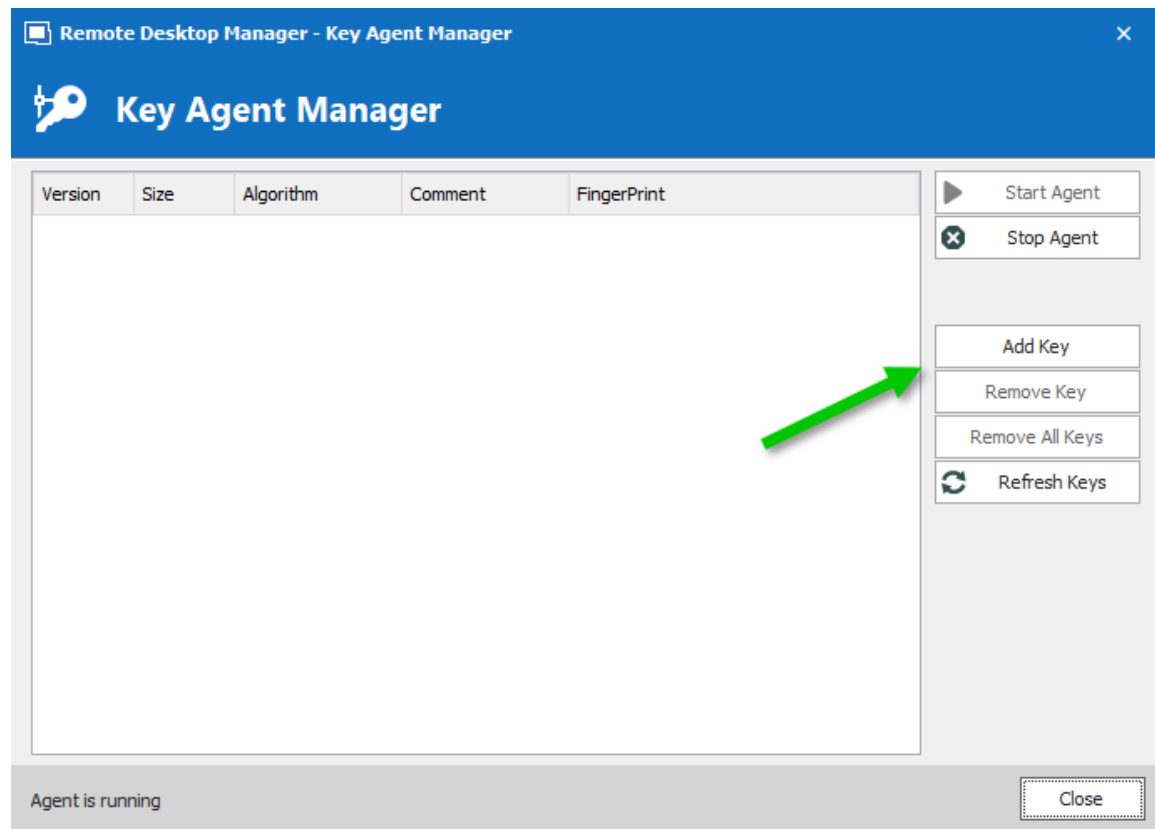 Remote Desktop Manager - Key Agent Manager
Key Agent Manager
Version Size Algorithm Comment FingerPrint
Start Agent
Stop Agent
Add Key
Remove Key
Remove All Keys
Refresh Keys
Agent is running
Close